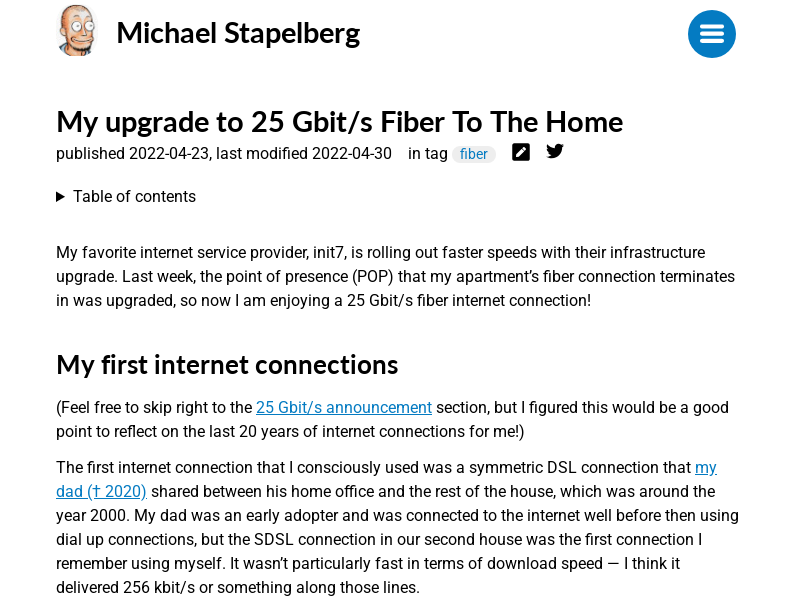 Michael Stapelberg
My upgrade to 25 Gbit/s Fiber To The Home
published 2022-04-23, last modified 2022-04-30 in tag fiber
Table of contents
My favorite internet service provider, init7, is rolling out faster speeds with their infrastructure
upgrade. Last week, the point of presence (POP) that my apartment’s fiber connection terminates
in was upgraded, so now I am enjoying a 25 Gbit/s fiber internet connection!
My first internet connections
(Feel free to skip right to the 25 Gbit/s announcement section, but I figured this would be a good
point to reflect on the last 20 years of internet connections for me!)
The first internet connection that I consciously used was a symmetric DSL connection that my
dad († 2020) shared between his home office and the rest of the house, which was around the
year 2000. My dad was an early adopter and was connected to the internet well before then using
dial up connections, but the SDSL connection in our second house was the first connection I
remember using myself. It wasn’t particularly fast in terms of download speed — I think it
delivered 256 kbit/s or something along those lines.